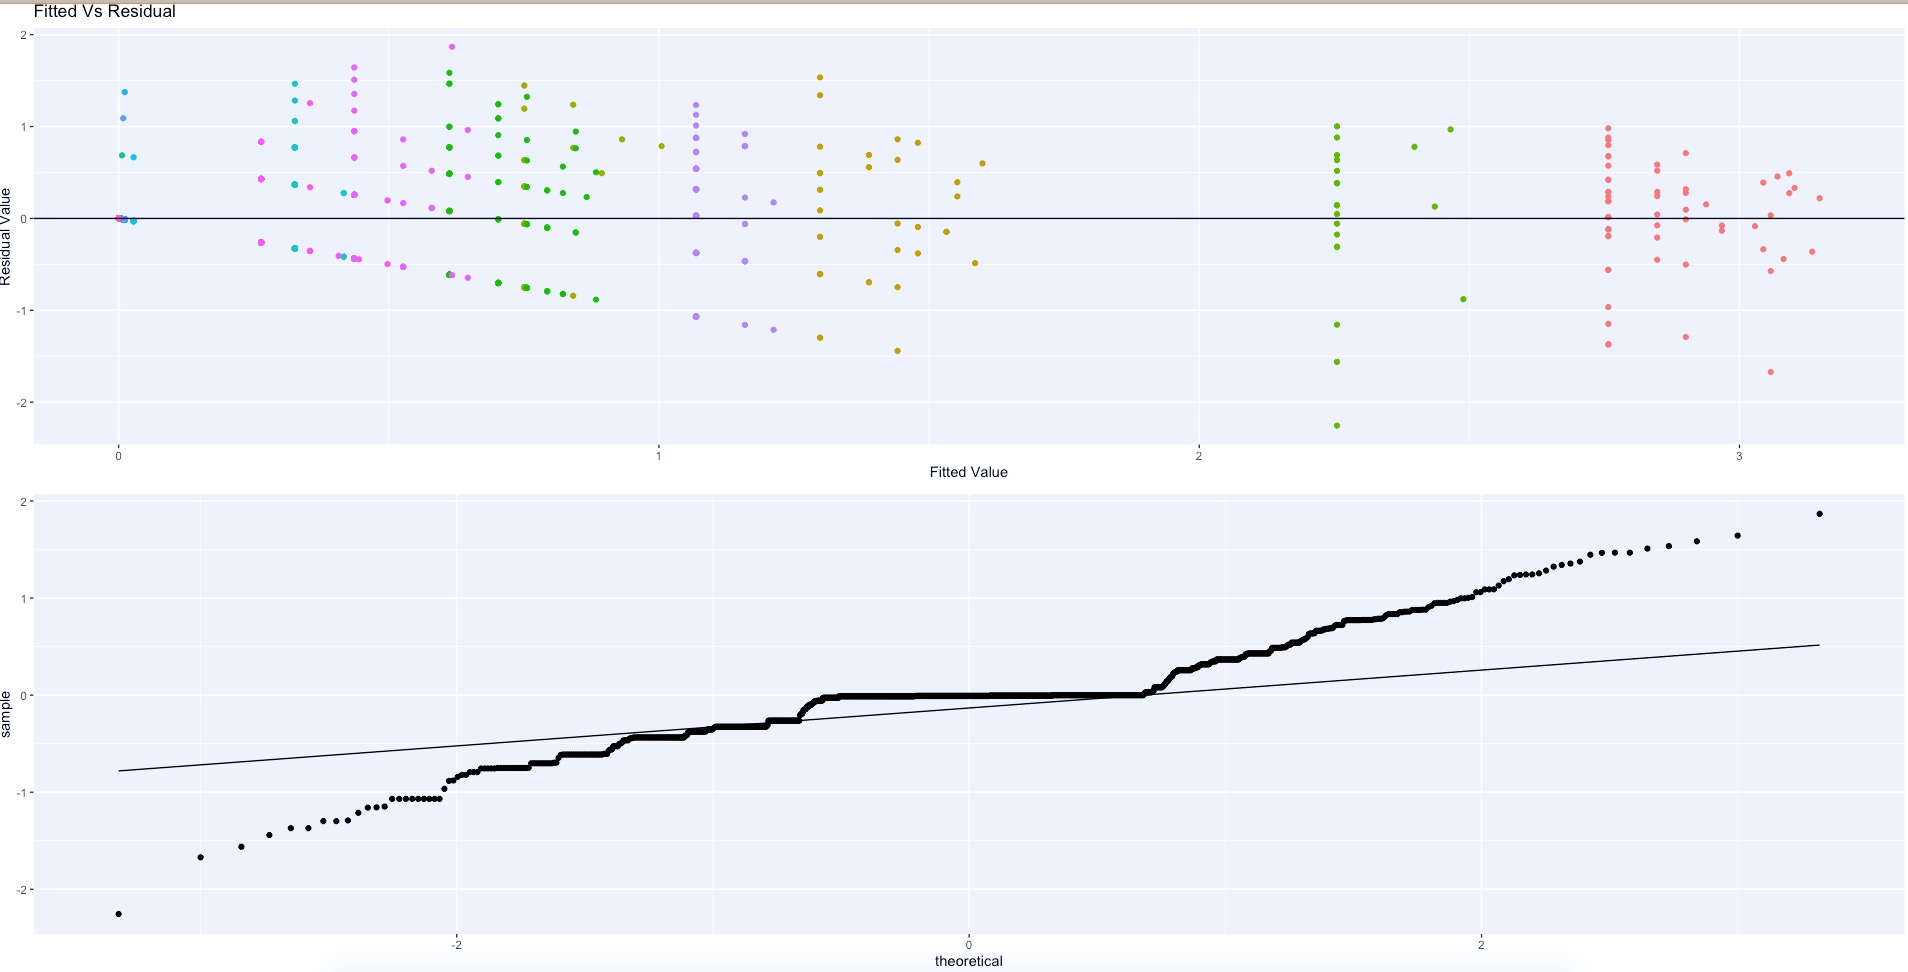 Fitted Vs Residual
2
1
0
-1
-2
Residual Value
0 1 2 3
Fitted Value
2
1
0
-1
-2
sample
-2 0 2
theoretical